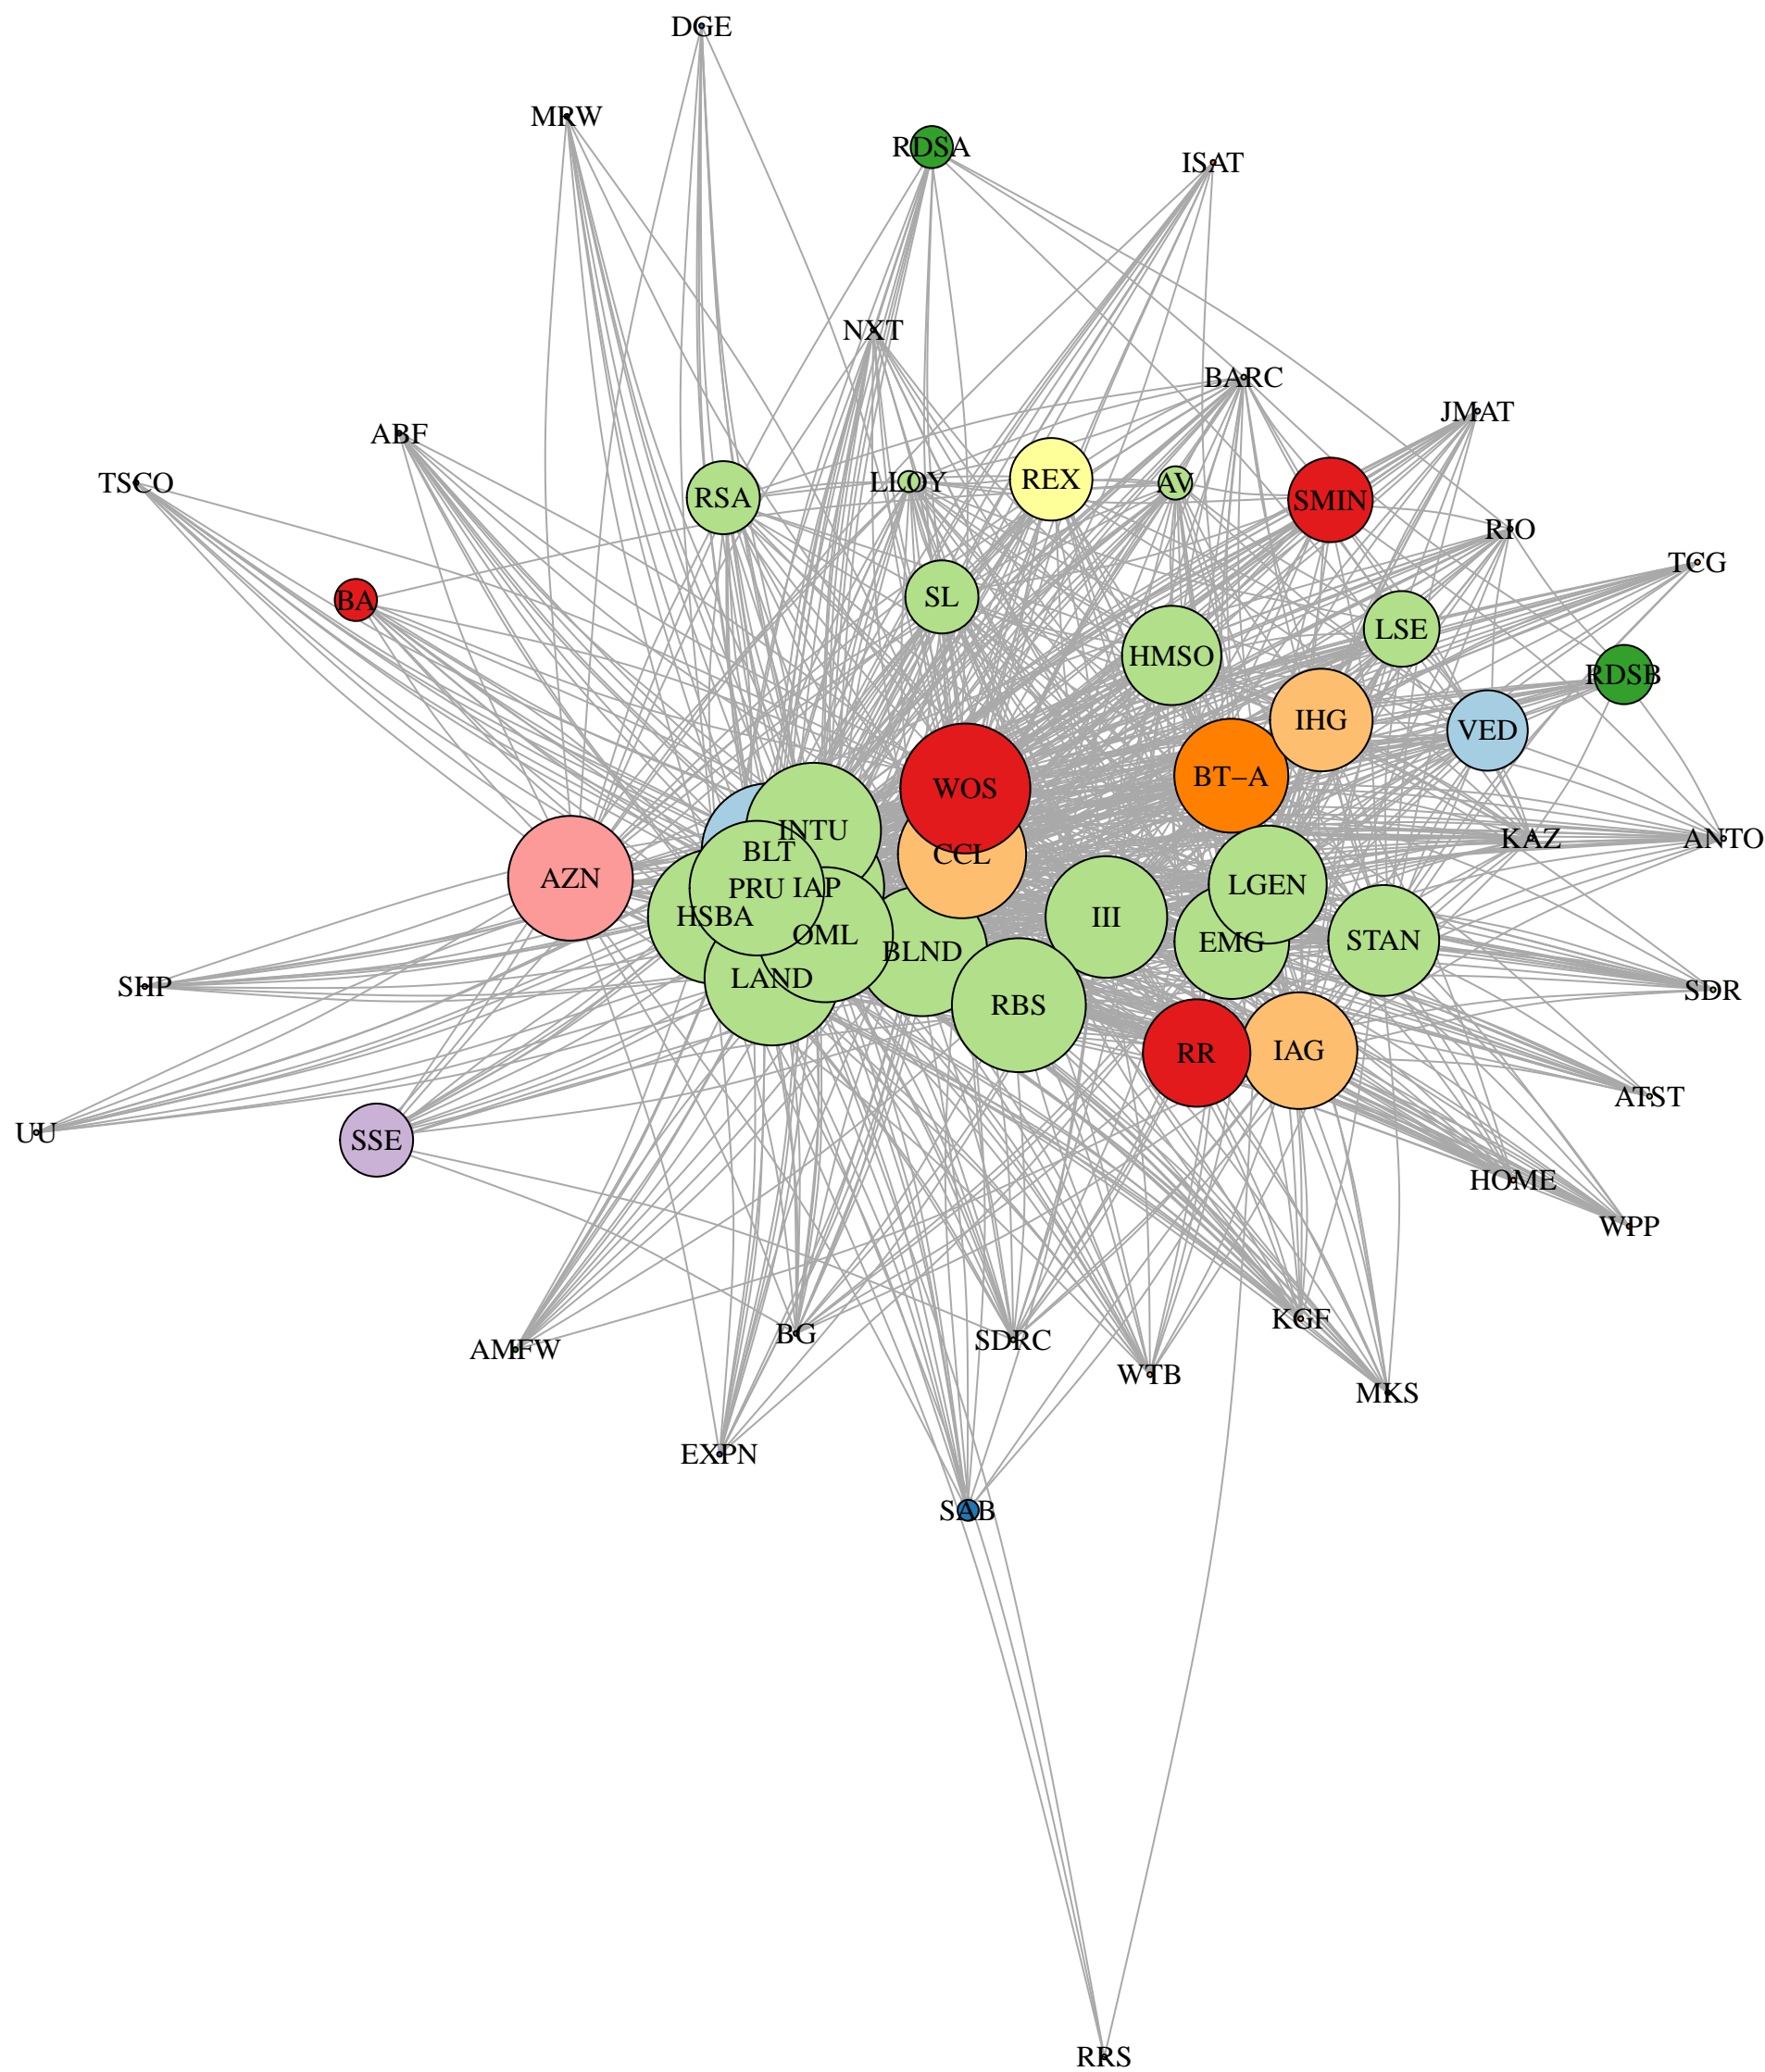 DGE
MRW
RDSA
ISAT
NXT
BARC
JMAT
ABF
TSCO
RSA
LLOY
REX
AV
SMIN
RIO
TCG
BA
SL
LSE
HMSO
RDSB
IHG
VED
BT−A
WOS
INTU
KAZ
ANTO
BLT
CCL
AZN
PRU
IAP
LGEN
HSBA
III
OML
BLND
EMG
STAN
LAND
SHP
SDR
RBS
RR
IAG
ATST
UU
SSE
HOME
WPP
KGF
BG
SDRC
AMFW
WTB
MKS
EXPN
SAB
RRS